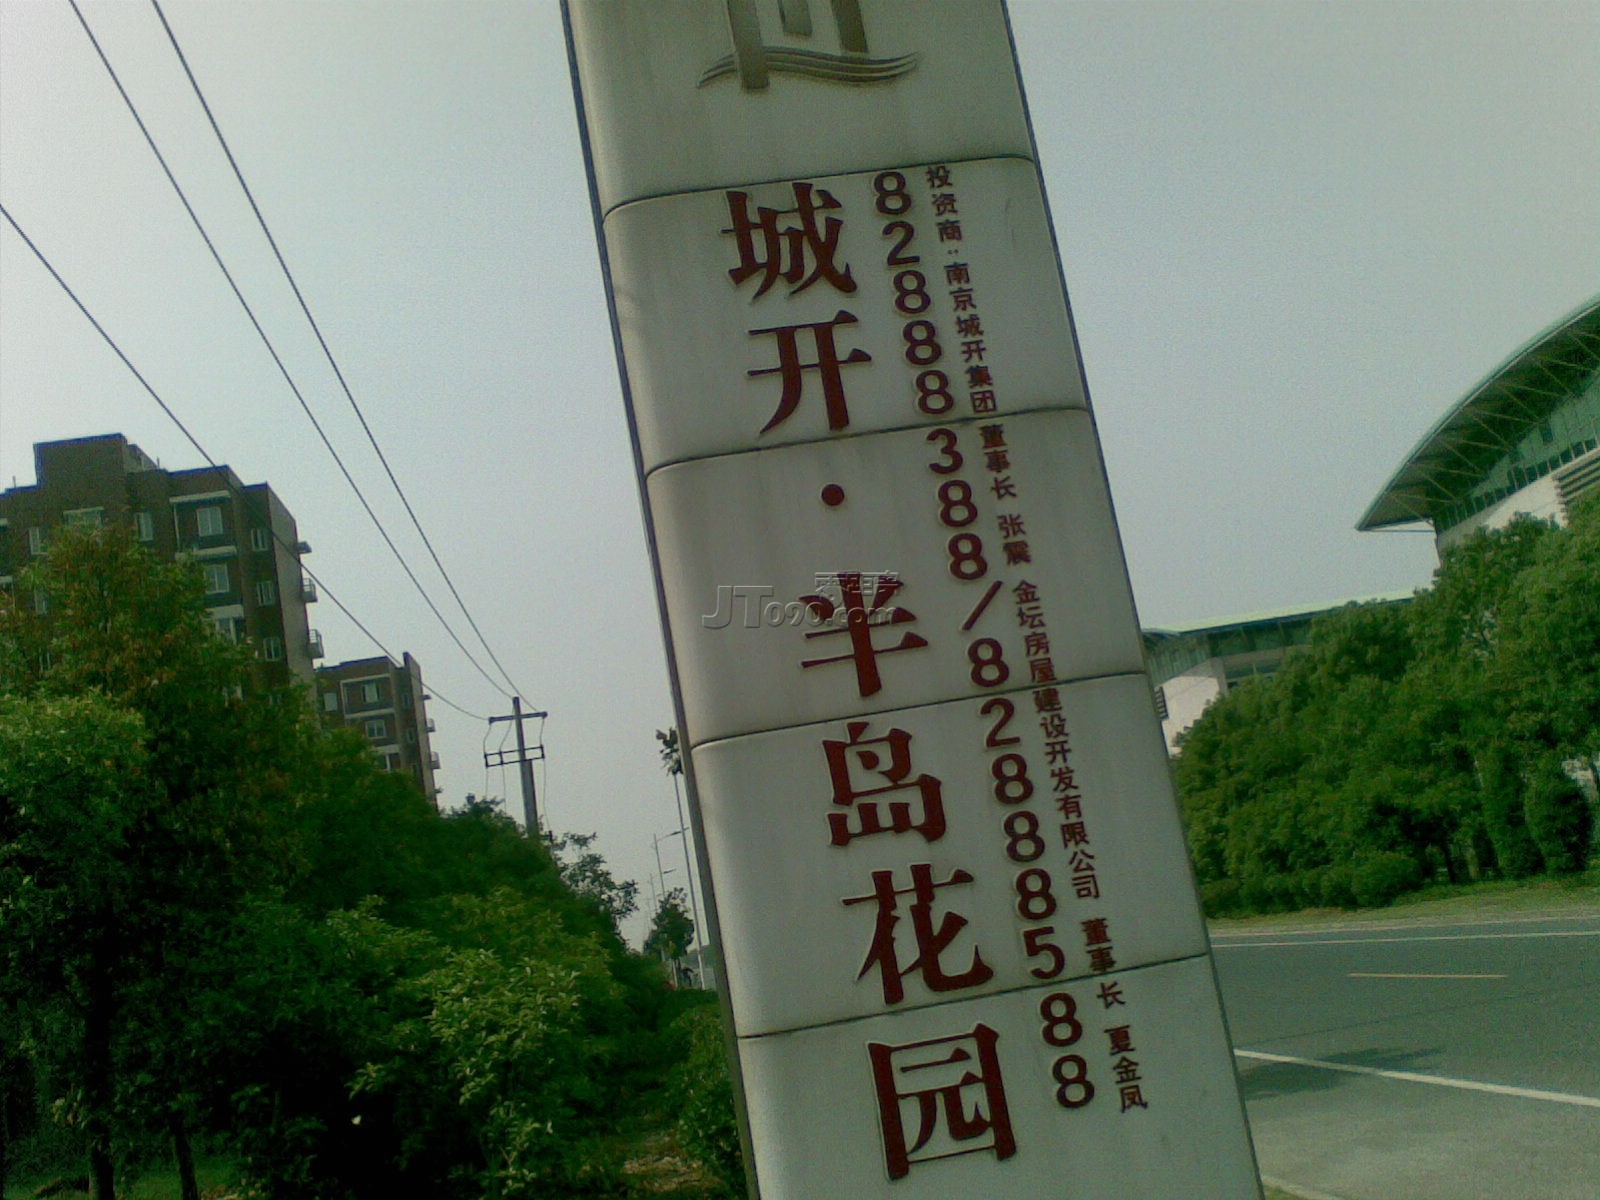 城开·半岛花园
82888388/82888588
投资商:南京城开集团 董事长 张震 金坛房屋建设开发有限公司 董事长 夏金凤
JT090.com